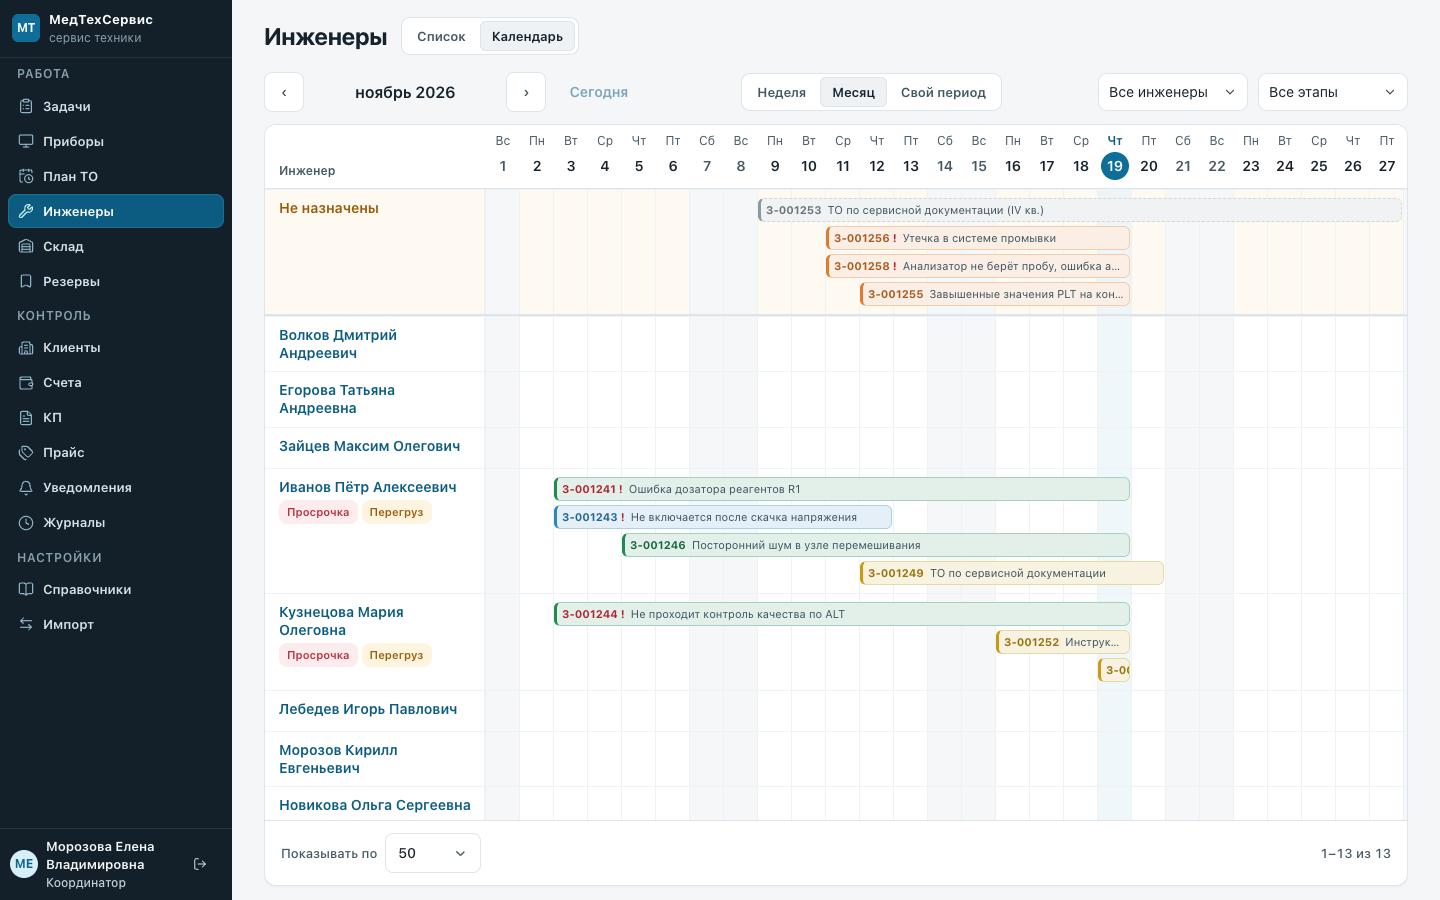 МТ
МедТехСервис
сервис техники
РАБОТА
Задачи
Приборы
План ТО
Инженеры
Склад
Резервы
КОНТРОЛЬ
Клиенты
Счета
КП
Прайс
Уведомления
Журналы
НАСТРОЙКИ
Справочники
Импорт
МЕ
Морозова Елена
Владимировна
Координатор
Инженеры
Список Календарь
‹ ноябрь 2026 › Сегодня
Неделя Месяц Свой период
Все инженеры Все этапы
Вс Пн Вт Ср Чт Пт Сб Вс Пн Вт Ср Чт Пт Сб Вс Пн Вт Ср Чт Пт Сб Вс Пн Вт Ср Чт Пт
Инженер 1 2 3 4 5 6 7 8 9 10 11 12 13 14 15 16 17 18 19 20 21 22 23 24 25 26 27
Не назначены
З-001253 ТО по сервисной документации (IV кв.)
З-001256 ! Утечка в системе промывки
З-001258 ! Анализатор не берёт пробу, ошибка а...
З-001255 Завышенные значения PLT на кон...
Волков Дмитрий
Андреевич
Егорова Татьяна
Андреевна
Зайцев Максим Олегович
Иванов Пётр Алексеевич
Просрочка Перегруз
З-001241 ! Ошибка дозатора реагентов R1
З-001243 ! Не включается после скачка напряжения
З-001246 Посторонний шум в узле перемешивания
З-001249 ТО по сервисной документации
Кузнецова Мария
Олеговна
Просрочка Перегруз
З-001244 ! Не проходит контроль качества по ALT
З-001252 Инструк...
З-00
Лебедев Игорь Павлович
Морозов Кирилл
Евгеньевич
Новикова Ольга Сергеевна
Показывать по 50
1–13 из 13